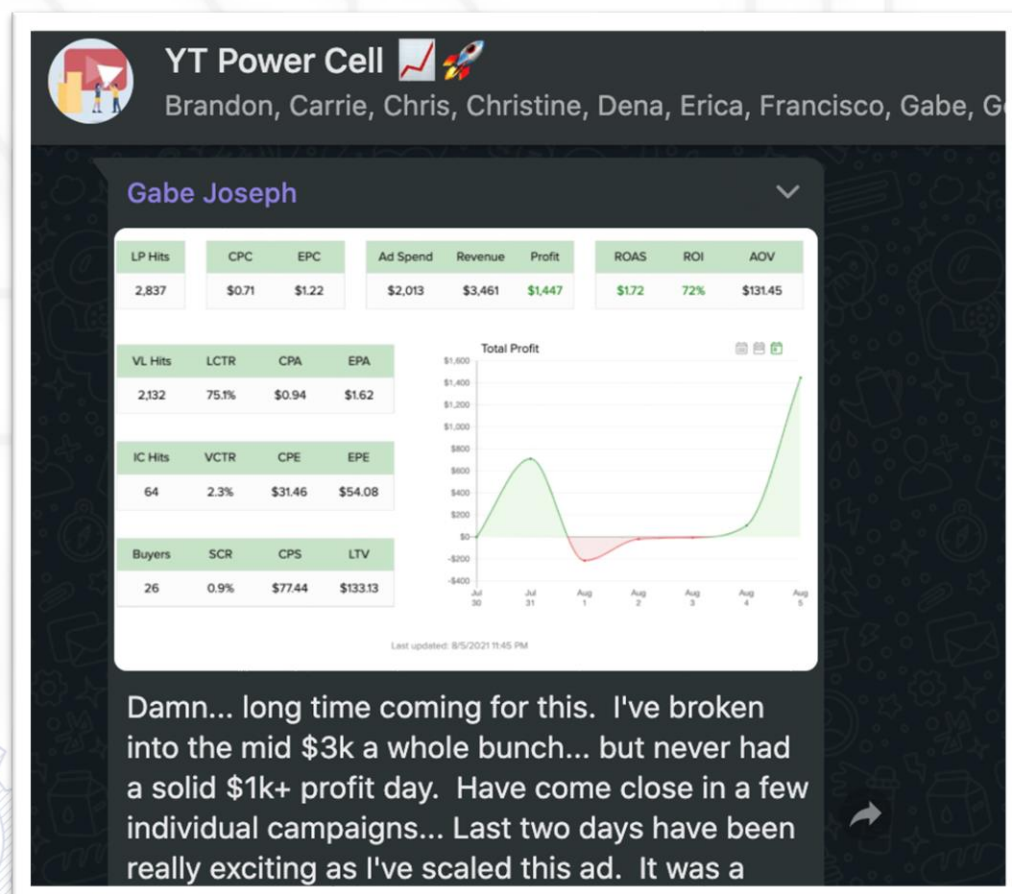 YT Power Cell 📈🚀
Brandon, Carrie, Chris, Christine, Dena, Erica, Francisco, Gabe, G
Gabe Joseph
LP Hits CPC EPC Ad Spend Revenue Profit ROAS ROI AOV
2,837 $0.71 $1.22 $2,013 $3,461 $1,447 $1.72 72% $131.45
VL Hits LCTR CPA EPA
2,132 75.1% $0.94 $1.62
IC Hits VCTR CPE EPE
64 2.3% $31.46 $54.08
Buyers SCR CPS LTV
26 0.9% $77.44 $133.13
Total Profit
$1,600
$1,400
$1,200
$1,000
$800
$600
$400
$200
$0
-$200
-$400
Jul Jul Aug Aug Aug Aug Aug
30 31 1 2 3 4 5
Last updated: 8/5/2021 11:45 PM
Damn... long time coming for this. I've broken
into the mid $3k a whole bunch... but never had
a solid $1k+ profit day. Have come close in a few
individual campaigns... Last two days have been
really exciting as I've scaled this ad. It was a